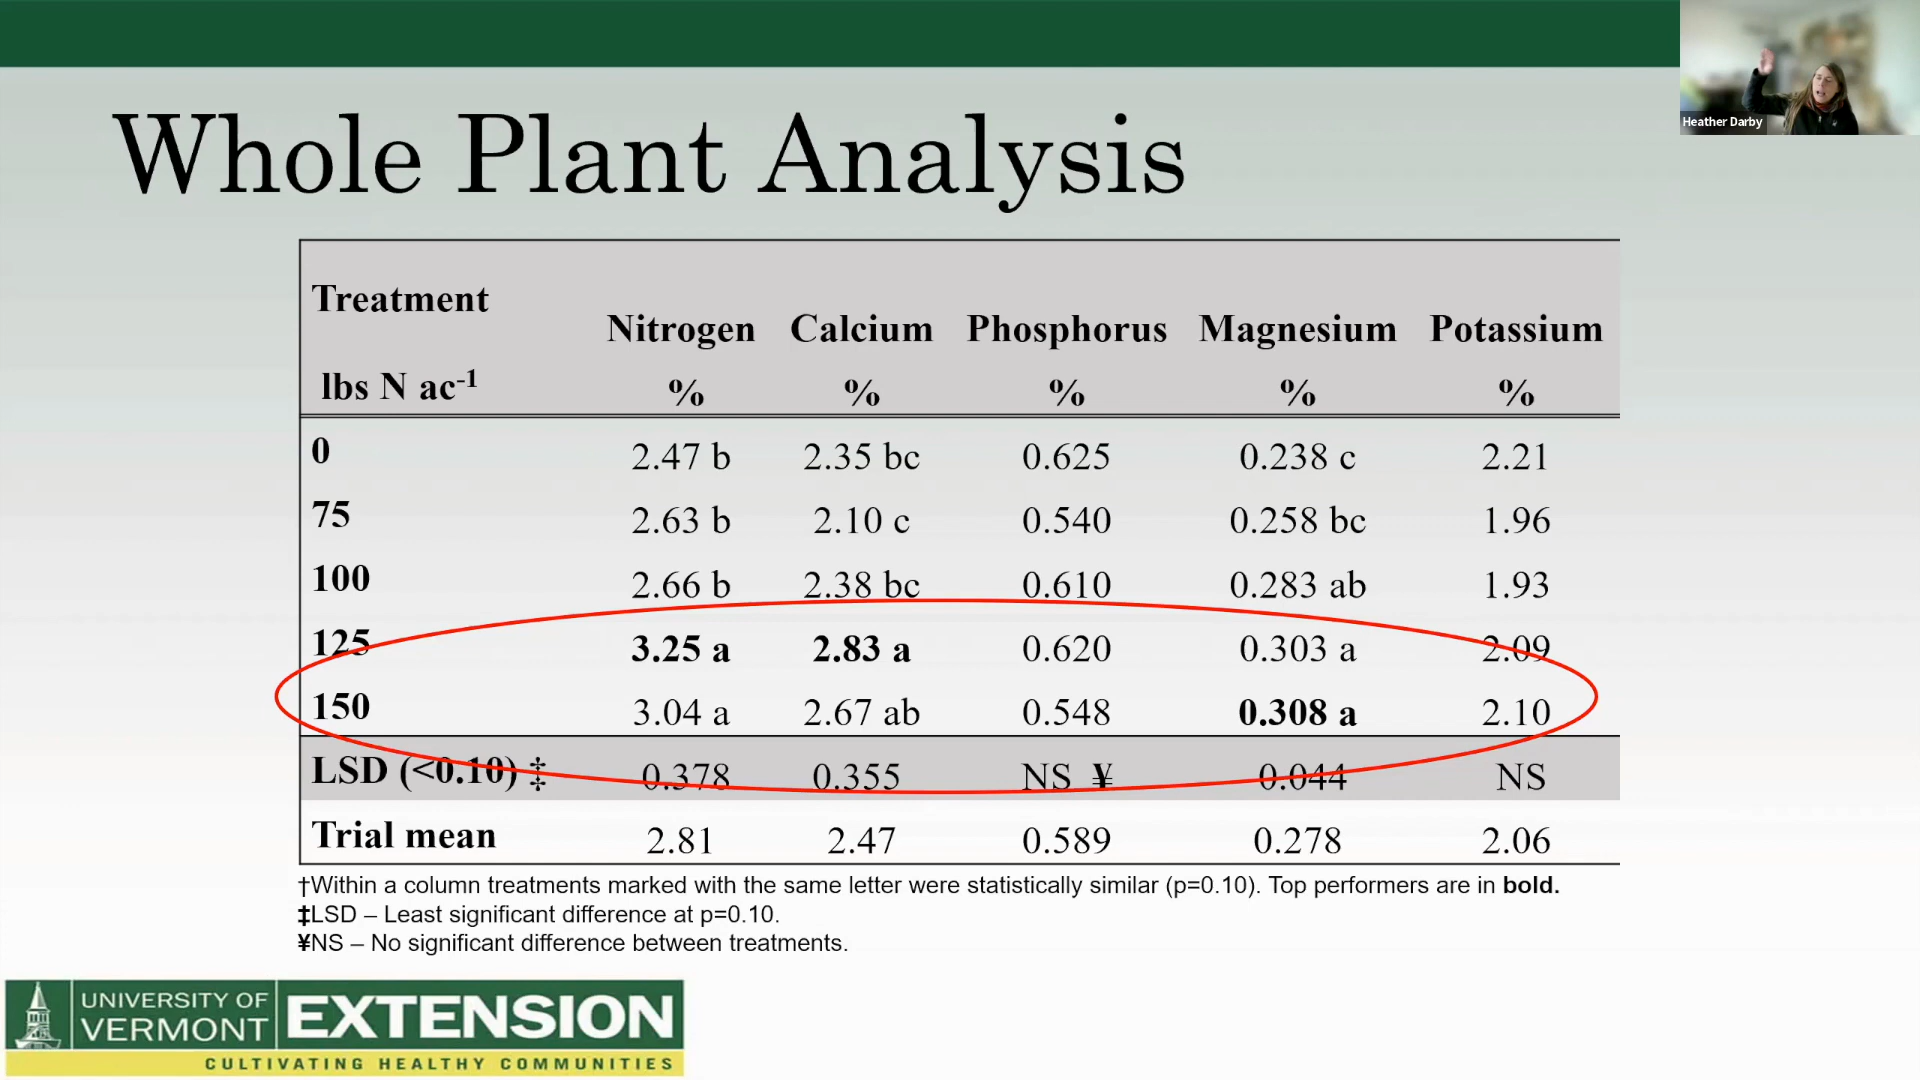 Heather Darby
Whole Plant Analysis
Treatment
Nitrogen Calcium Phosphorus Magnesium Potassium
lbs N ac-1 % % % % %
0 2.47 b 2.35 bc 0.625 0.238 c 2.21
75 2.63 b 2.10 c 0.540 0.258 bc 1.96
100 2.66 b 2.38 bc 0.610 0.283 ab 1.93
125 3.25 a 2.83 a 0.620 0.303 a 2.09
150 3.04 a 2.67 ab 0.548 0.308 a 2.10
LSD (<0.10) ‡ 0.378 0.355 NS ¥ 0.044 NS
Trial mean 2.81 2.47 0.589 0.278 2.06
†Within a column treatments marked with the same letter were statistically similar (p=0.10). Top performers are in bold.
‡LSD – Least significant difference at p=0.10.
¥NS – No significant difference between treatments.
UNIVERSITY OF
VERMONT
EXTENSION
CULTIVATING HEALTHY COMMUNITIES